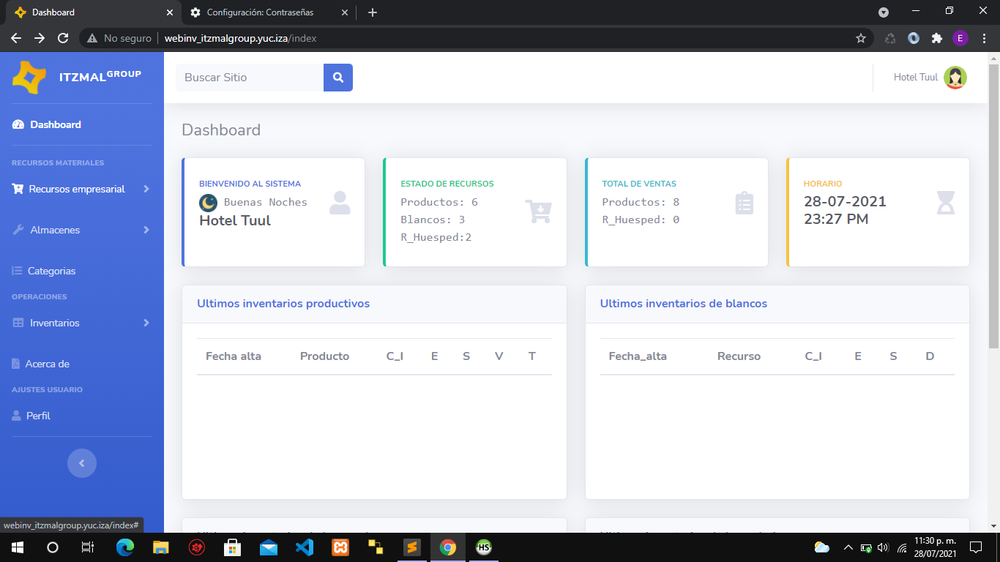 Dashboard
Configuración: Contraseñas
No seguro
webinv_itzmalgroup.yuc.iza/index
E
ITZMAL GROUP
Buscar Sitio
Hotel Tuul
Dashboard
RECURSOS MATERIALES
Recursos empresarial
Almacenes
Categorias
OPERACIONES
Inventarios
Acerca de
AJUSTES USUARIO
Perfil
Dashboard
BIENVENIDO AL SISTEMA
Buenas Noches
Hotel Tuul
ESTADO DE RECURSOS
Productos: 6
Blancos: 3
R_Huesped:2
TOTAL DE VENTAS
Productos: 8
R_Huesped: 0
HORARIO
28-07-2021
23:27 PM
Ultimos inventarios productivos
Fecha alta Producto C_I E S V T
Ultimos inventarios de blancos
Fecha_alta Recurso C_I E S D
webinv_itzmalgroup.yuc.iza/index#
HS
11:30 p. m.
28/07/2021